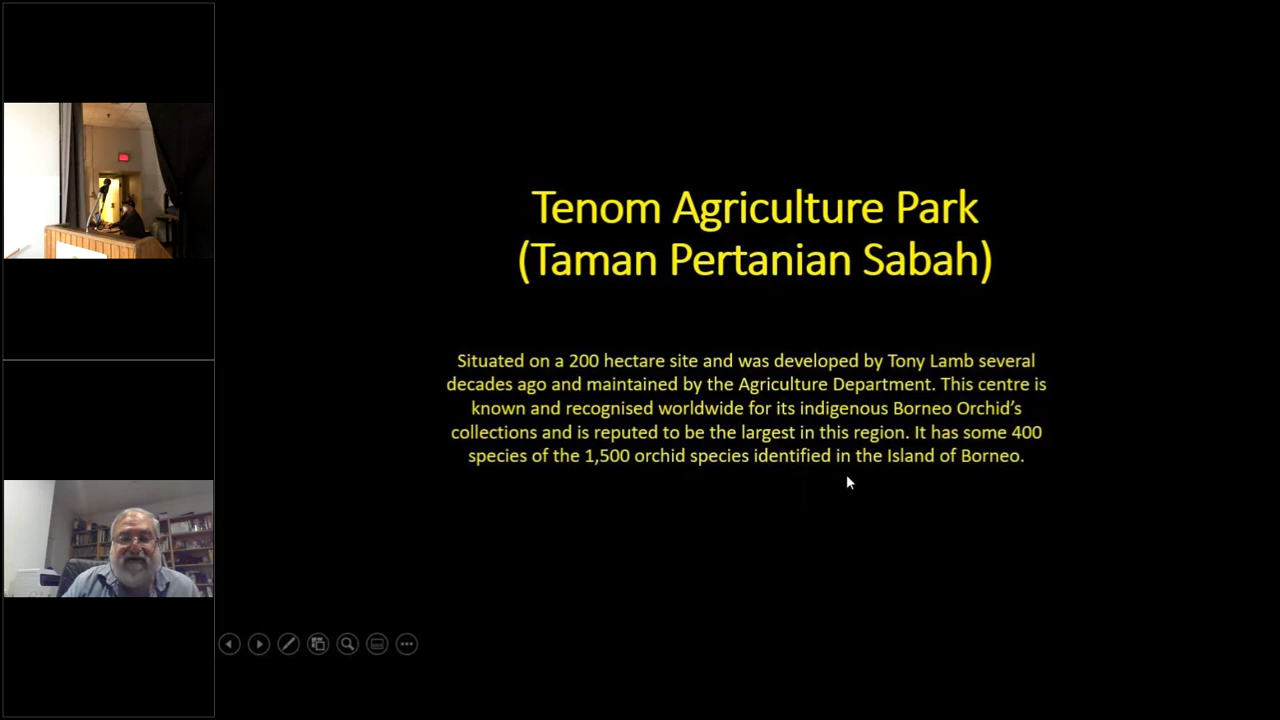 Tenom Agriculture Park
(Taman Pertanian Sabah)
Situated on a 200 hectare site and was developed by Tony Lamb several
decades ago and maintained by the Agriculture Department. This centre is
known and recognised worldwide for its indigenous Borneo Orchid’s
collections and is reputed to be the largest in this region. It has some 400
species of the 1,500 orchid species identified in the Island of Borneo.